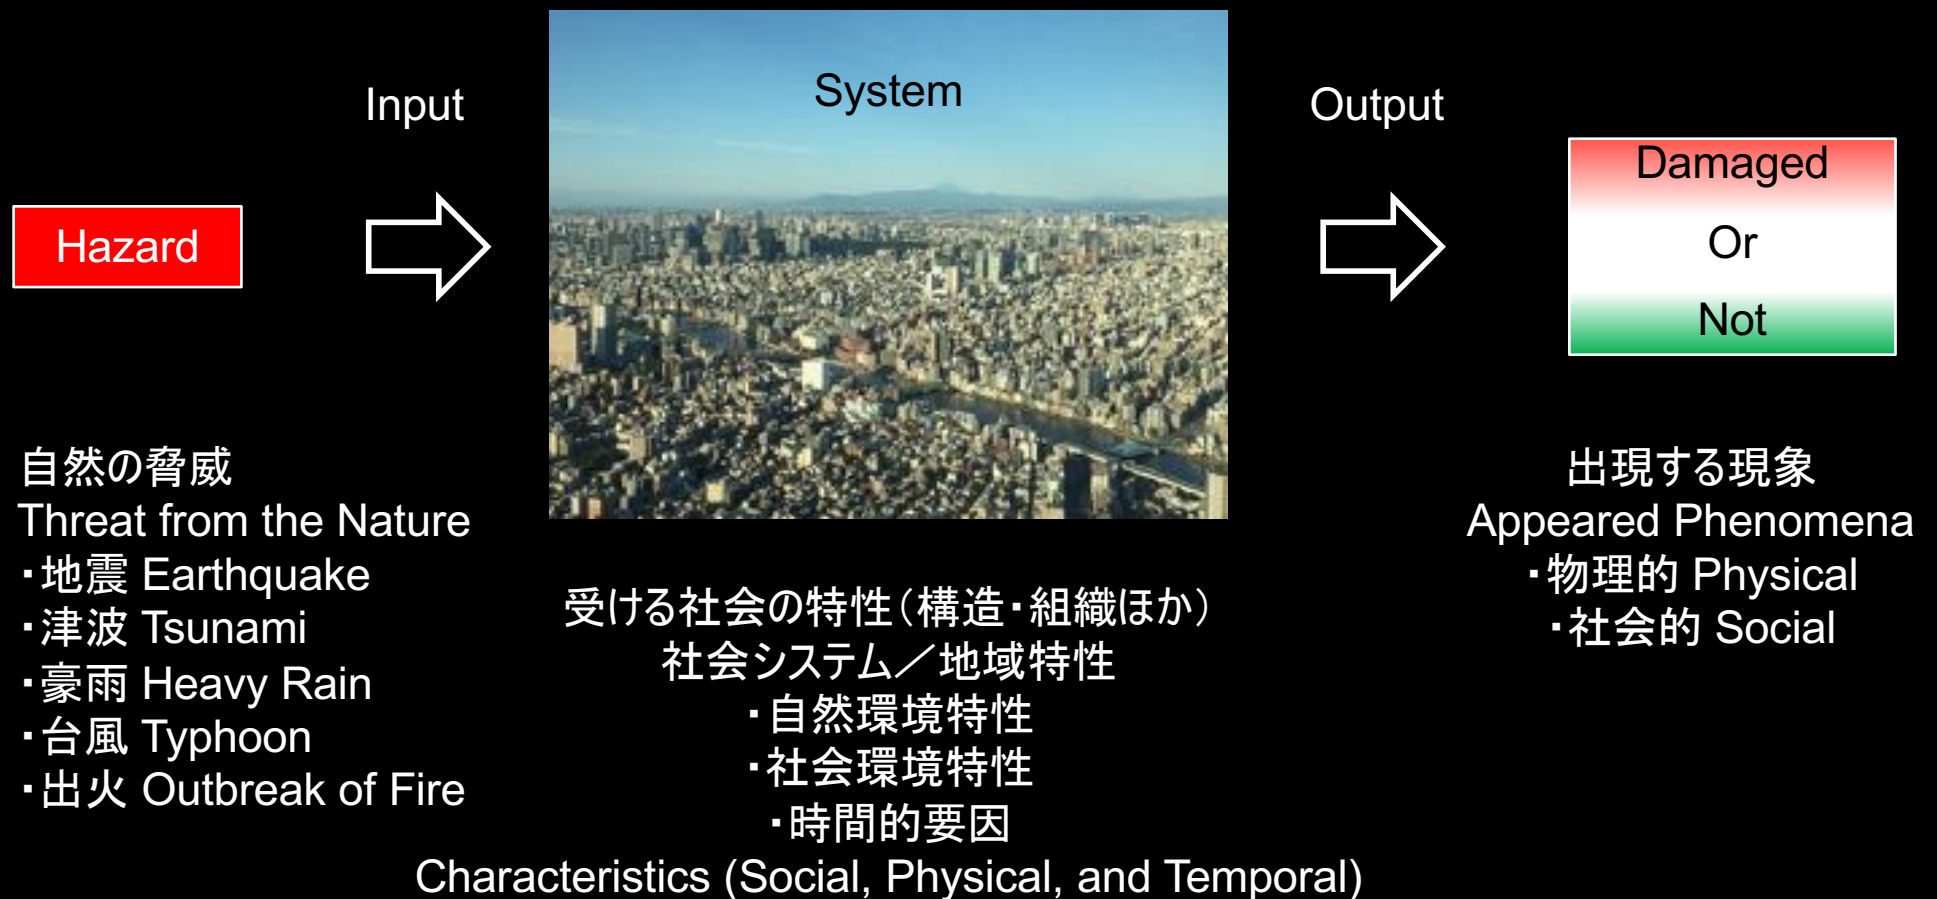 Input
System
Output
Hazard
Damaged
Or
Not
自然の脅威
Threat from the Nature
・地震 Earthquake
・津波 Tsunami
・豪雨 Heavy Rain
・台風 Typhoon
・出火 Outbreak of Fire
受ける社会の特性（構造・組織ほか）
社会システム／地域特性
・自然環境特性
・社会環境特性
・時間的要因
Characteristics (Social, Physical, and Temporal)
出現する現象
Appeared Phenomena
・物理的 Physical
・社会的 Social